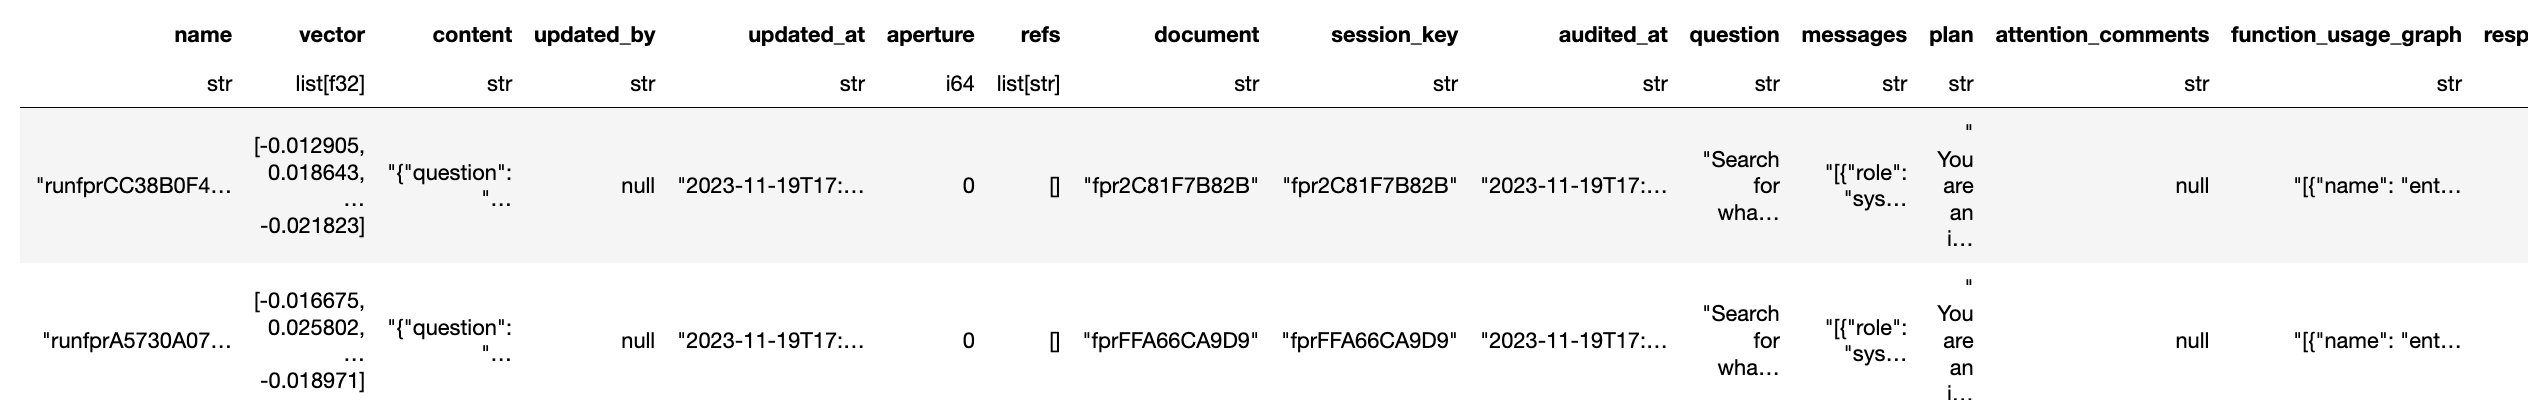 name vector content updated_by updated_at aperture refs document session_key audited_at question messages plan attention_comments function_usage_graph resp
str list[f32] str str str i64 list[str] str str str str str str str str
"runfprCC38B0F4… [-0.012905, 0.018643, … -0.021823] "{"question": "… null "2023-11-19T17:… 0 [] "fpr2C81F7B82B" "fpr2C81F7B82B" "2023-11-19T17:… "Search for wha… "[{"role": "sys… " You are an i… null "[{"name": "ent…
"runfprA5730A07… [-0.016675, 0.025802, … -0.018971] "{"question": "… null "2023-11-19T17:… 0 [] "fprFFA66CA9D9" "fprFFA66CA9D9" "2023-11-19T17:… "Search for wha… "[{"role": "sys… " You are an i… null "[{"name": "ent…